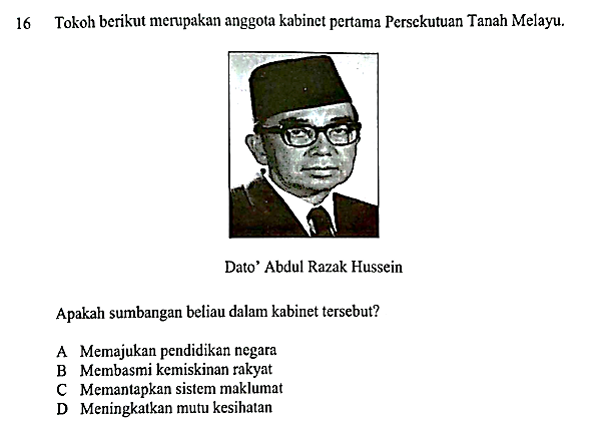 16 Tokoh berikut merupakan anggota kabinet pertama Persekutuan Tanah Melayu.
Dato' Abdul Razak Hussein
Apakah sumbangan beliau dalam kabinet tersebut?
A Memajukan pendidikan negara
B Membasmi kemiskinan rakyat
C Memantapkan sistem maklumat
D Meningkatkan mutu kesihatan